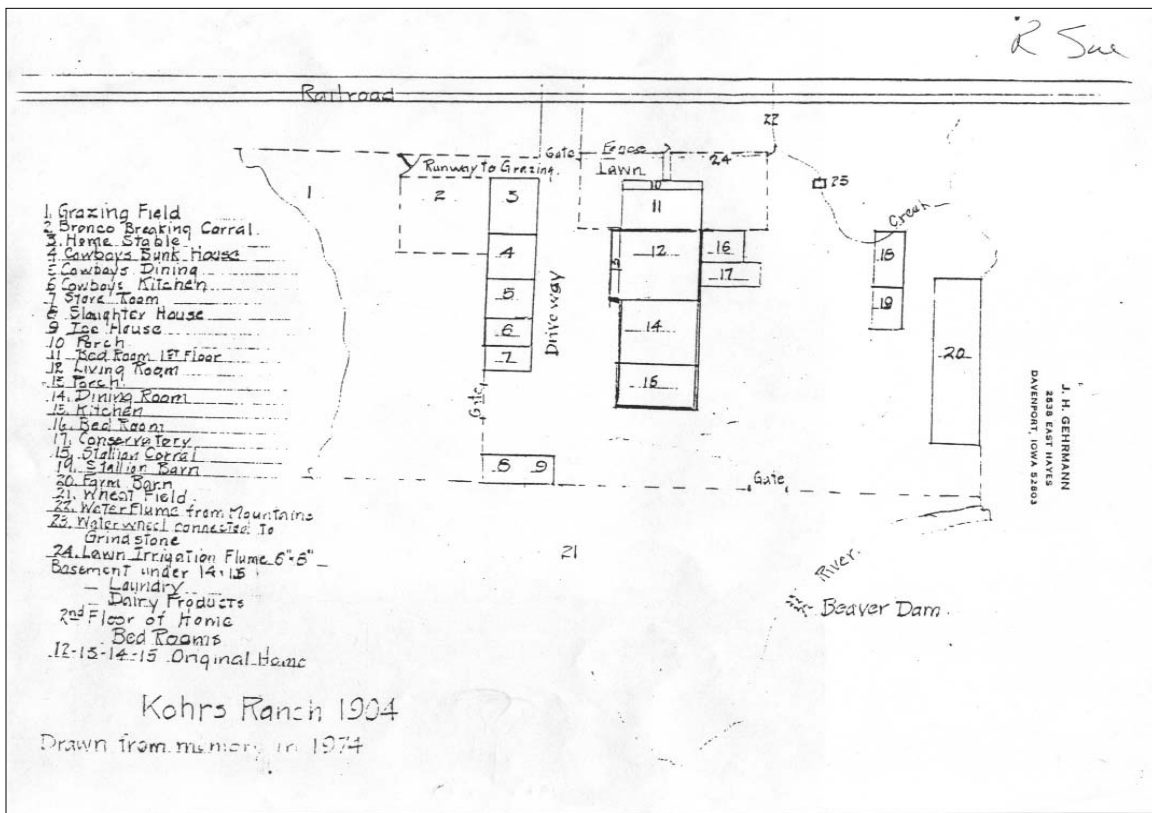 R Sue
Railroad
22
Gate Fence 24
Runway to Grazing. Lawn
25
1 2 3 10
11
Creek
4 12 16 18
13 17
5 19
Driveway
6 14 20
7
15
Gate
8 9 Gate
21
River
Beaver Dam
1. Grazing Field
2 Bronco Breaking Corral.
3. Home Stable
4 Cowboys Bunk House
5 Cowboys Dining
6 Cowboys Kitchen
7 Store Room
8 Slaughter House
9 Ice House
10 Porch
11 Bed Room 1ST Floor
12 Living Room
13 Porch
14. Dining Room
15. Kitchen
16. Bed Room
17. Conservatory
18. Stallion Corral
19. Stallion Barn
20. Farm Barn
21. Wheat Field.
22. Water Flume from Mountains
23. Water wheel connected To
Grindstone
24. Lawn Irrigation Flume 6"-8"
Basement under 14-15
- Laundry
- Dairy Products
2nd Floor of Home
Bed Rooms
12-13-14-15 Original Home
Kohrs Ranch 1904
Drawn from memory in 1974
J. H. GEHRMANN
2535 EAST HAYES
DAVENPORT, IOWA 52803